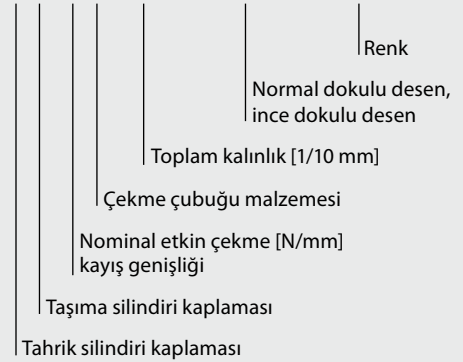 Renk
Normal dokulu desen,
ince dokulu desen
Toplam kalınlık [1/10 mm]
Çekme çubuğu malzemesi
Nominal etkin çekme [N/mm]
kayış genişliği
Taşıma silindiri kaplaması
Tahrik silindiri kaplaması